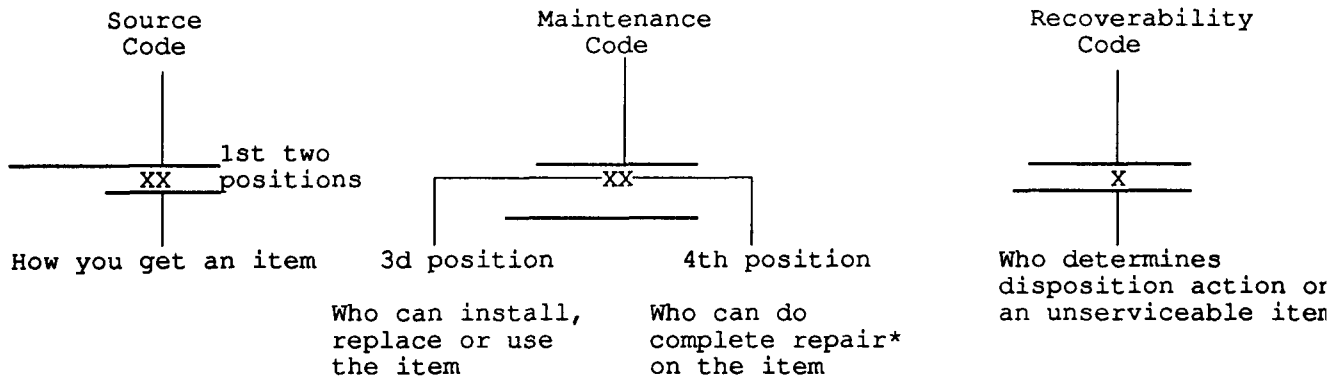 Source
Code
Maintenance
Code
Recoverability
Code
1st two
positions
XX
XX
X
How you get an item
3d position
4th position
Who determines
disposition action on
an unserviceable item
Who can install,
replace or use
the item
Who can do
complete repair*
on the item